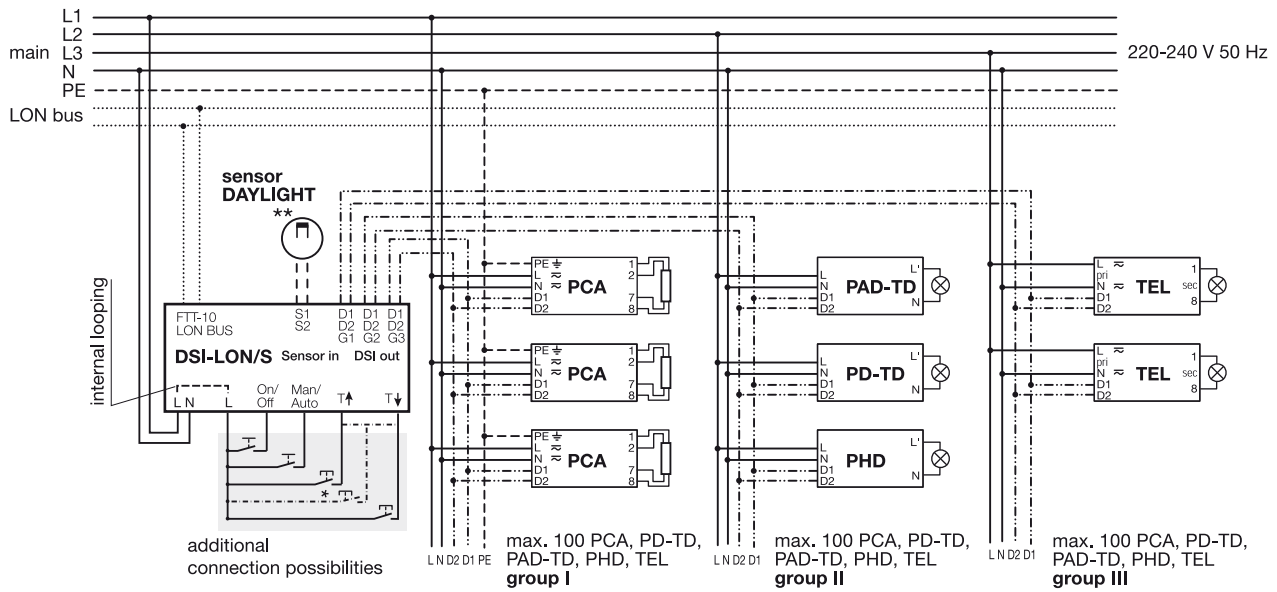 L1
L2
main L3
220-240 V 50 Hz
N
PE
LON bus
sensor
DAYLIGHT
**
internal looping
FTT-10
LON BUS
S1
S2
D1 D1 D1
D2 D2 D2
G1 G2 G3
DSI-LON/S Sensor in DSI out
L N L On/Off Man/Auto T↑ T↓
*
additional
connection possibilities
PE ⏚ 1
L ≂ 2
N ≂ PCA
D1 7
D2 8
PE ⏚ 1
L ≂ 2
N ≂ PCA
D1 7
D2 8
PE ⏚ 1
L ≂ 2
N ≂ PCA
D1 7
D2 8
L N D2 D1 PE
max. 100 PCA, PD-TD,
PAD-TD, PHD, TEL
group I
L L'
N PAD-TD
D1
D2 N
L L'
N PD-TD
D1
D2 N
L L'
N PHD
D1
D2 N
L N D2 D1
max. 100 PCA, PD-TD,
PAD-TD, PHD, TEL
group II
L ≂ 1
pri
N ≂ TEL sec
D1
D2 8
L ≂ 1
pri
N ≂ TEL sec
D1
D2 8
L N D2 D1
max. 100 PCA, PD-TD,
PAD-TD, PHD, TEL
group III